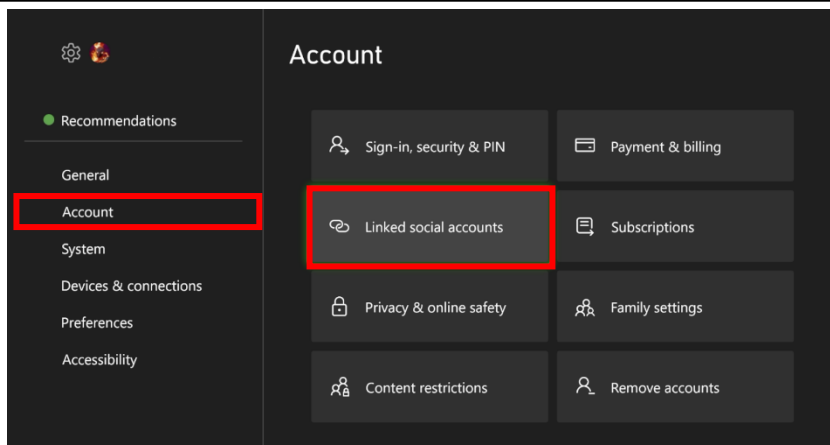 Account
Recommendations
General
Account
System
Devices & connections
Preferences
Accessibility
Sign-in, security & PIN
Payment & billing
Linked social accounts
Subscriptions
Privacy & online safety
Family settings
Content restrictions
Remove accounts